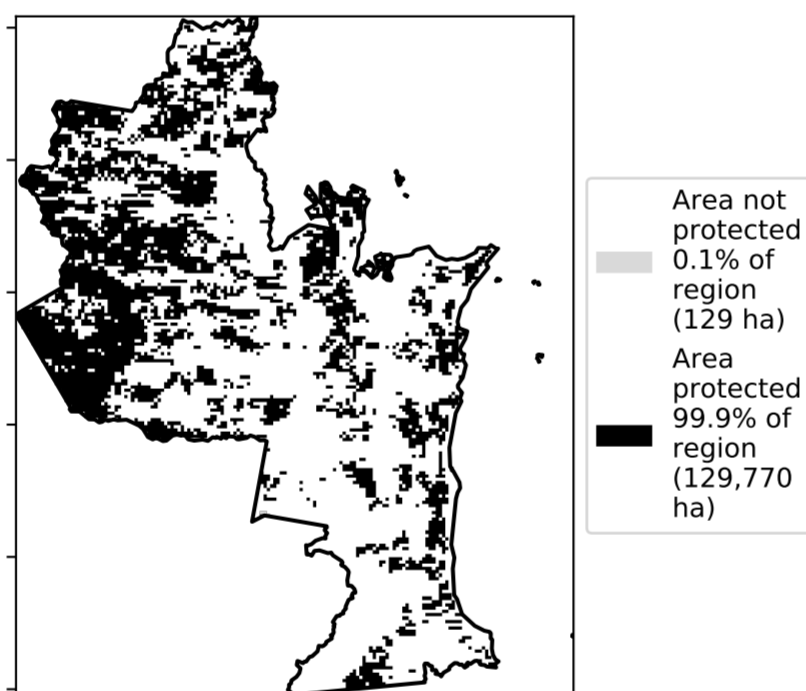 Area not
protected
0.1% of
region
(129 ha)
Area
protected
99.9% of
region
(129,770
ha)